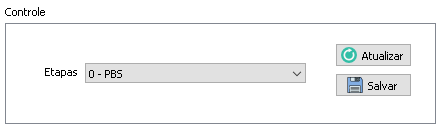 Controle
Atualizar
Etapas 0 - PBS
Salvar